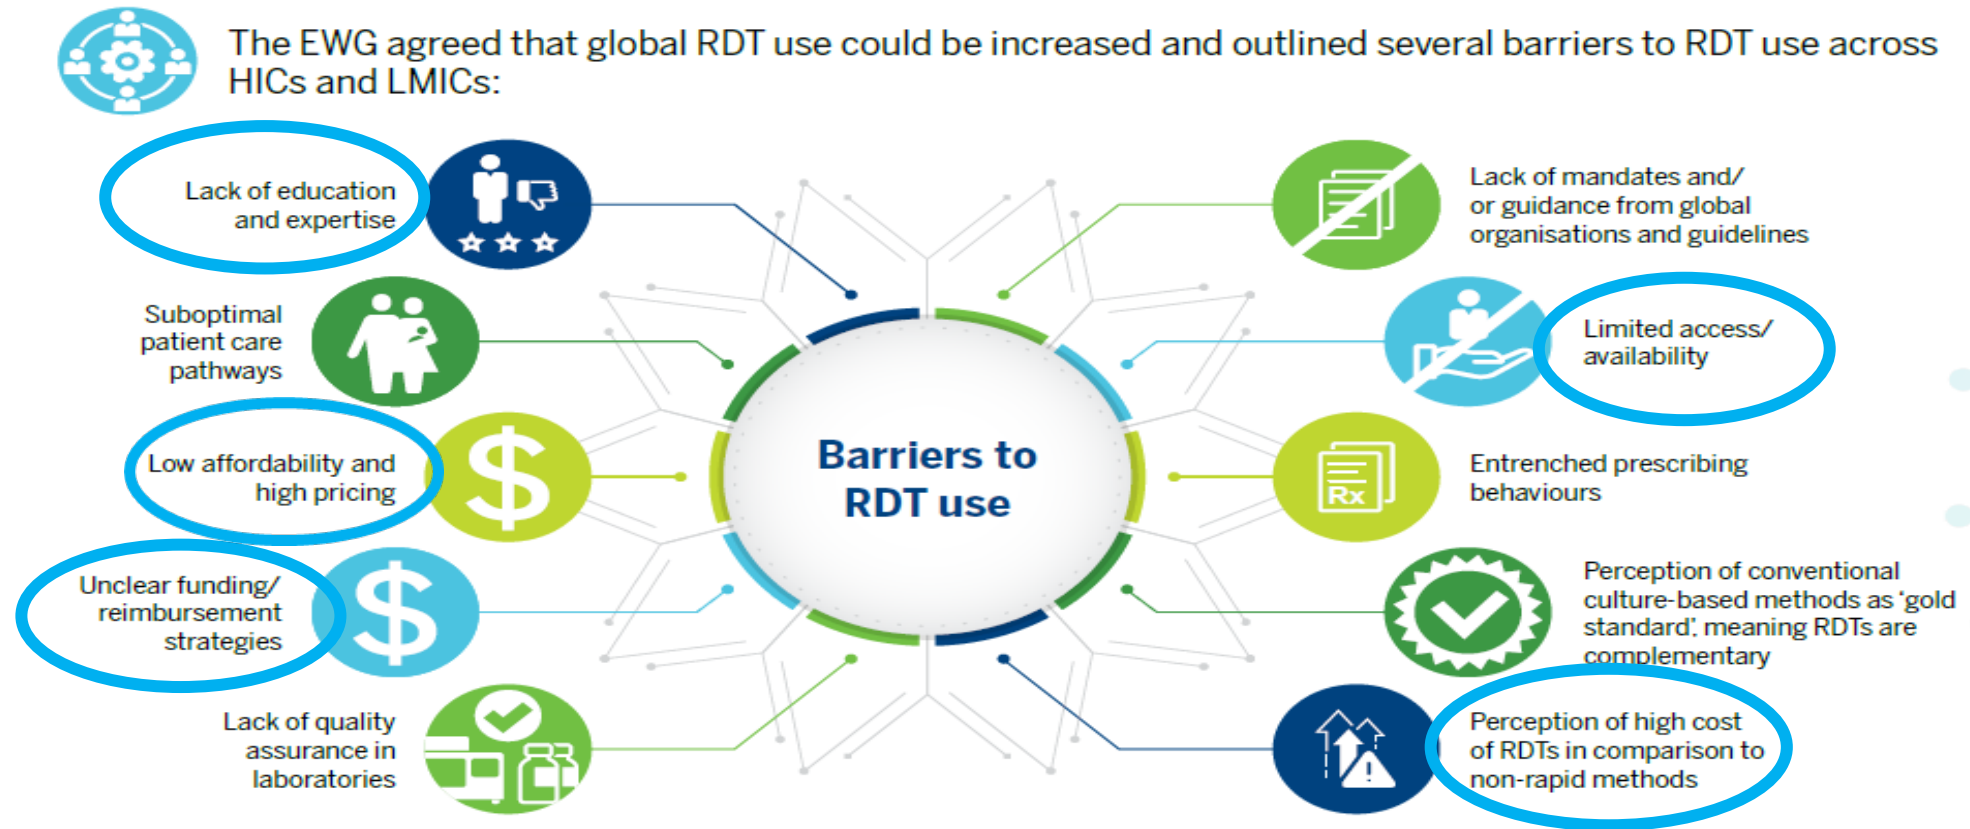 The EWG agreed that global RDT use could be increased and outlined several barriers to RDT use across
HICs and LMICs:
Lack of education
and expertise
Suboptimal
patient care
pathways
Low affordability and
high pricing
Unclear funding/
reimbursement
strategies
Lack of quality
assurance in
laboratories
Barriers to
RDT use
Lack of mandates and/
or guidance from global
organisations and guidelines
Limited access/
availability
Rx
Entrenched prescribing
behaviours
Perception of conventional
culture-based methods as ‘gold
standard’, meaning RDTs are
complementary
Perception of high cost
of RDTs in comparison to
non-rapid methods